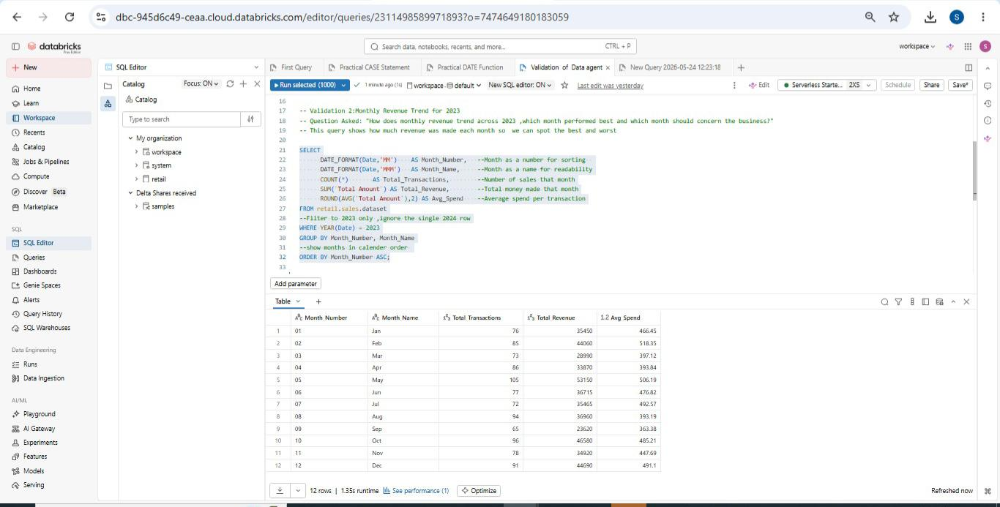 dbc-945d6c49-ceaa.cloud.databricks.com/editor/queries/2311498589971893?o=7474649180183059
databricks
Free Edition
Search data, notebooks, recents, and more...
CTRL + P
workspace
S
S
New
Home
Learn
Workspace
Recents
Catalog
Jobs & Pipelines
Compute
Discover Beta
Marketplace
SQL
SQL Editor
Queries
Dashboards
Genie Spaces
Alerts
Query History
SQL Warehouses
Data Engineering
Runs
Data Ingestion
AI/ML
Playground
AI Gateway
Experiments
Features
Models
Serving
SQL Editor
Catalog
Focus: ON
Catalog
Type to search
My organization
workspace
system
retail
Delta Shares received
samples
First Query
Practical CASE Statement
Practical DATE Function
Validation of Data agent
New Query 2026-05-24 12:23:18
Run selected (1000)
1 minute ago (1s)
workspace.
default
New SQL editor: ON
Last edit was yesterday
Edit
Serverless Starte... 2XS
Schedule
Share
Save*
16
17 -- Validation 2:Monthly Revenue Trend for 2023
18 -- Question Asked: "How does monthly revenue trend across 2023 ,which month performed best and which month should concern the business?"
19 -- This query shows how much revenue was made each month so we can spot the best and worst
20
21 SELECT
22 DATE_FORMAT(Date,'MM') AS Month_Number, --Month as a number for sorting
23 DATE_FORMAT(Date,'MMM') AS Month_Name, --Month as a name for readability
24 COUNT(*) AS Total_Transactions, --Number of sales that month
25 SUM(`Total Amount`) AS Total_Revenue, --Total money made that month
26 ROUND(AVG(`Total Amount`),2) AS Avg_Spend --Average spend per transaction
27 FROM retail.sales.dataset
28 --Filter to 2023 only ,ignore the single 2024 row
29 WHERE YEAR(Date) = 2023
30 GROUP BY Month_Number, Month_Name
31 --show months in calender order
32 ORDER BY Month_Number ASC;
33
Add parameter
Table
Month_Number Month_Name Total_Transactions Total_Revenue 1.2 Avg_Spend
1 01 Jan 76 35450 466.45
2 02 Feb 85 44060 518.35
3 03 Mar 73 28990 397.12
4 04 Apr 86 33870 393.84
5 05 May 105 53150 506.19
6 06 Jun 77 36715 476.82
7 07 Jul 72 35465 492.57
8 08 Aug 94 36960 393.19
9 09 Sep 65 23620 363.38
10 10 Oct 96 46580 485.21
11 11 Nov 78 34920 447.69
12 12 Dec 91 44690 491.1
12 rows | 1.35s runtime
See performance (1)
Optimize
Refreshed now